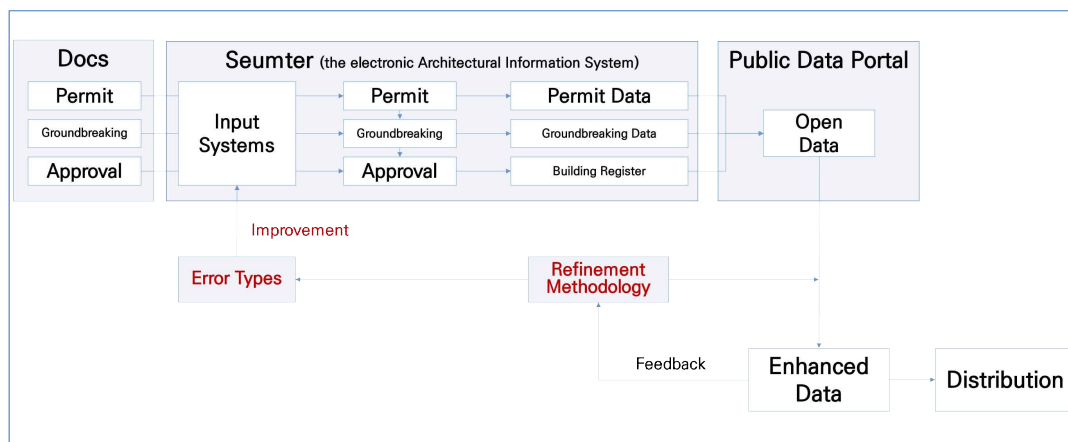 Docs
Permit
Groundbreaking
Approval
Seumter (the electronic Architectural Information System)
Input
Systems
Permit
Groundbreaking
Approval
Permit Data
Groundbreaking Data
Building Register
Public Data Portal
Open
Data
Improvement
Error Types
Refinement
Methodology
Feedback
Enhanced
Data
Distribution